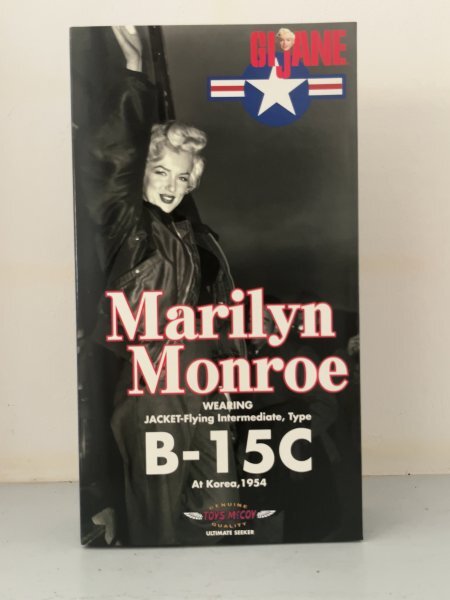 GI JANE
Marilyn
Monroe
WEARING
JACKET-Flying Intermediate, Type
B-15C
At Korea, 1954
GENUINE
TOYS McCOY
QUALITY
ULTIMATE SEEKER